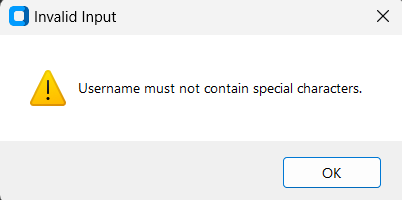 Invalid Input
Username must not contain special characters.
OK